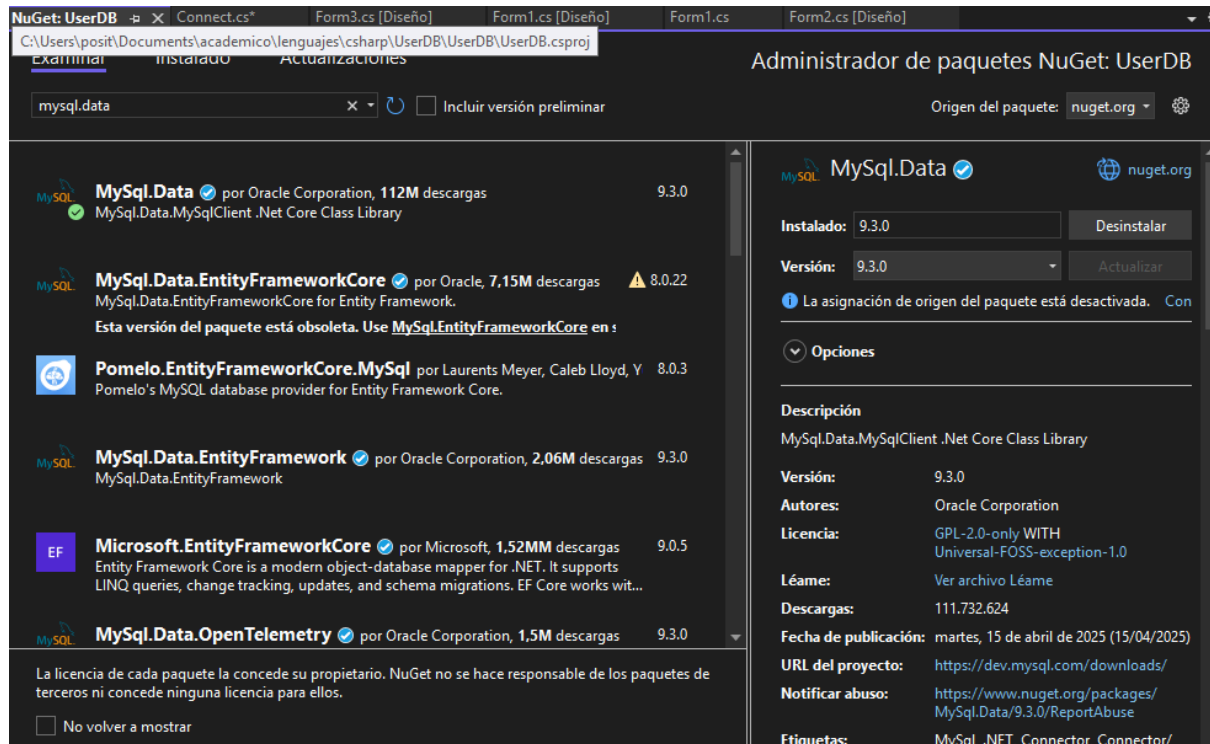 NuGet: UserDB
Connect.cs*
Form3.cs [Diseño]
Form1.cs [Diseño]
Form1.cs
Form2.cs [Diseño]
C:\Users\posit\Documents\academico\lenguajes\csharp\UserDB\UserDB\UserDB.csproj
Examinar
Instalado
Actualizaciones
Administrador de paquetes NuGet: UserDB
mysql.data
Incluir versión preliminar
Origen del paquete: nuget.org
MySQL
MySql.Data por Oracle Corporation, 112M descargas 9.3.0
MySql.Data.MySqlClient .Net Core Class Library
MySQL
MySql.Data.EntityFrameworkCore por Oracle, 7,15M descargas 8.0.22
MySql.Data.EntityFrameworkCore for Entity Framework.
Esta versión del paquete está obsoleta. Use MySql.EntityFrameworkCore en s
Pomelo.EntityFrameworkCore.MySql por Laurents Meyer, Caleb Lloyd, Y 8.0.3
Pomelo's MySQL database provider for Entity Framework Core.
MySQL
MySql.Data.EntityFramework por Oracle Corporation, 2,06M descargas 9.3.0
MySql.Data.EntityFramework
EF
Microsoft.EntityFrameworkCore por Microsoft, 1,52MM descargas 9.0.5
Entity Framework Core is a modern object-database mapper for .NET. It supports
LINQ queries, change tracking, updates, and schema migrations. EF Core works wit...
MySQL
MySql.Data.OpenTelemetry por Oracle Corporation, 1,5M descargas 9.3.0
La licencia de cada paquete la concede su propietario. NuGet no se hace responsable de los paquetes de
terceros ni concede ninguna licencia para ellos.
No volver a mostrar
MySQL
MySql.Data
nuget.org
Instalado: 9.3.0 Desinstalar
Versión: 9.3.0 Actualizar
La asignación de origen del paquete está desactivada. Con
Opciones
Descripción
MySql.Data.MySqlClient .Net Core Class Library
Versión: 9.3.0
Autores: Oracle Corporation
Licencia: GPL-2.0-only WITH
Universal-FOSS-exception-1.0
Léame: Ver archivo Léame
Descargas: 111.732.624
Fecha de publicación: martes, 15 de abril de 2025 (15/04/2025)
URL del proyecto: https://dev.mysql.com/downloads/
Notificar abuso: https://www.nuget.org/packages/
MySql.Data/9.3.0/ReportAbuse
Etiquetas: MySql .NET Connector Connector/